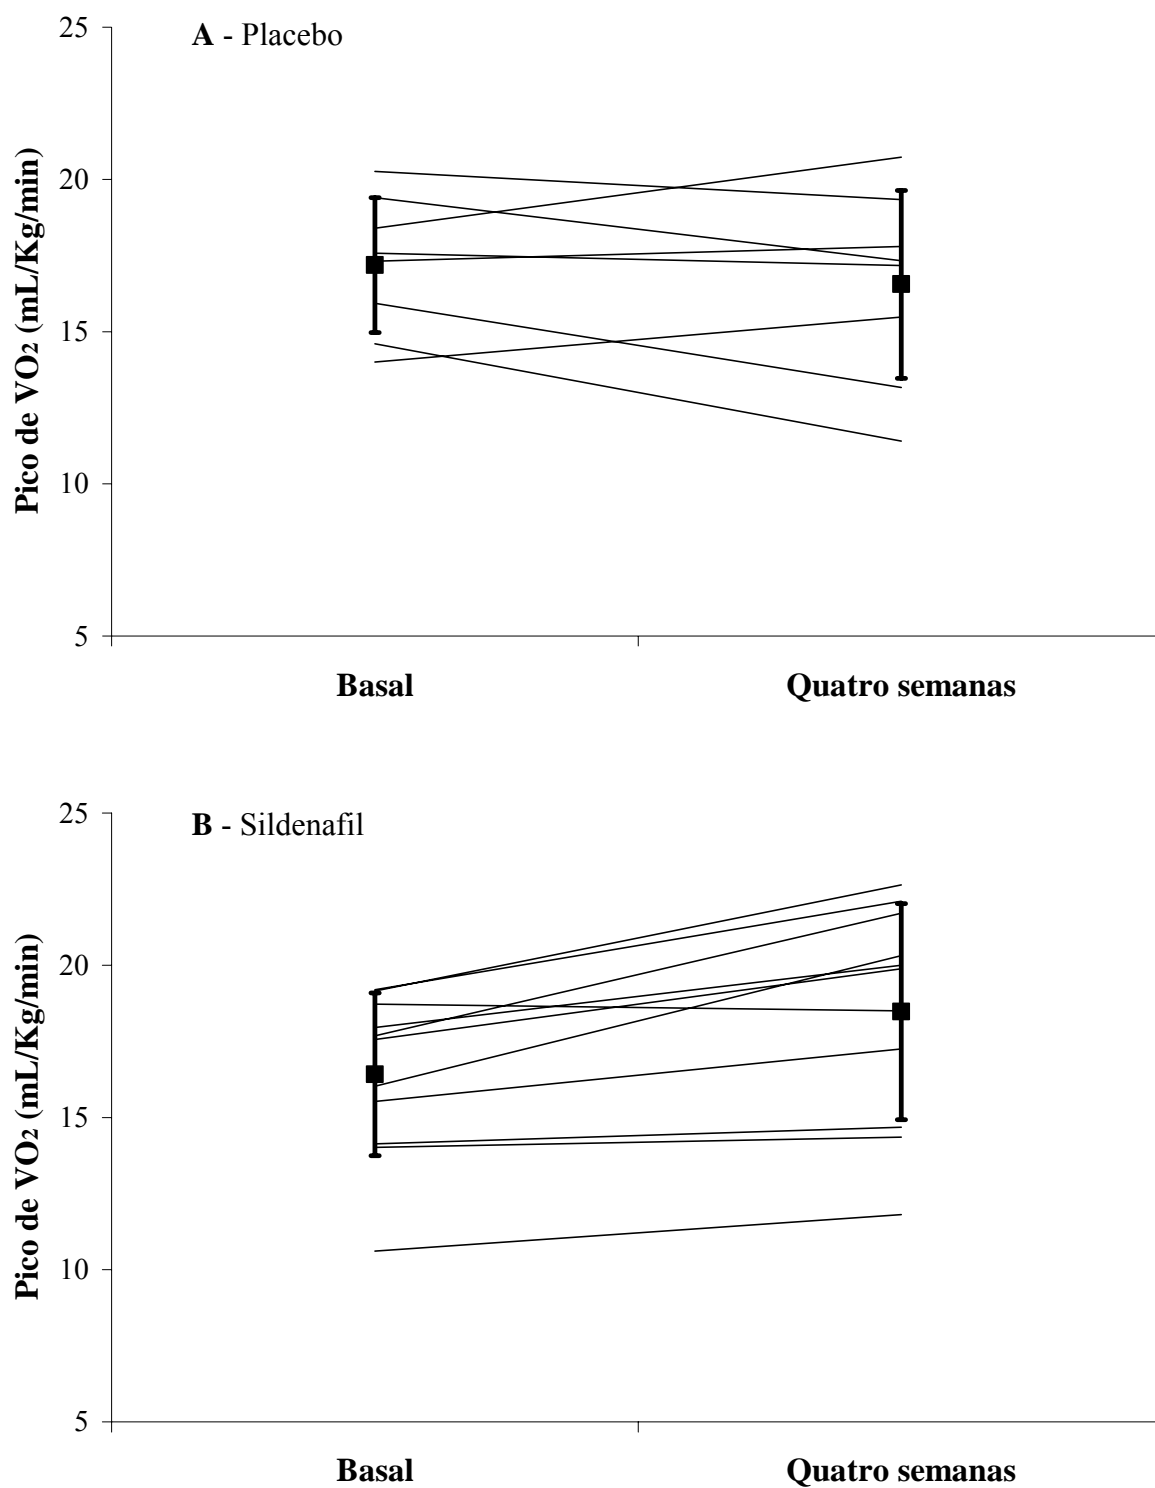 A - Placebo
25
20
15
10
5
Pico de VO2 (mL/Kg/min)
Basal
Quatro semanas
B - Sildenafil
25
20
15
10
5
Pico de VO2 (mL/Kg/min)
Basal
Quatro semanas